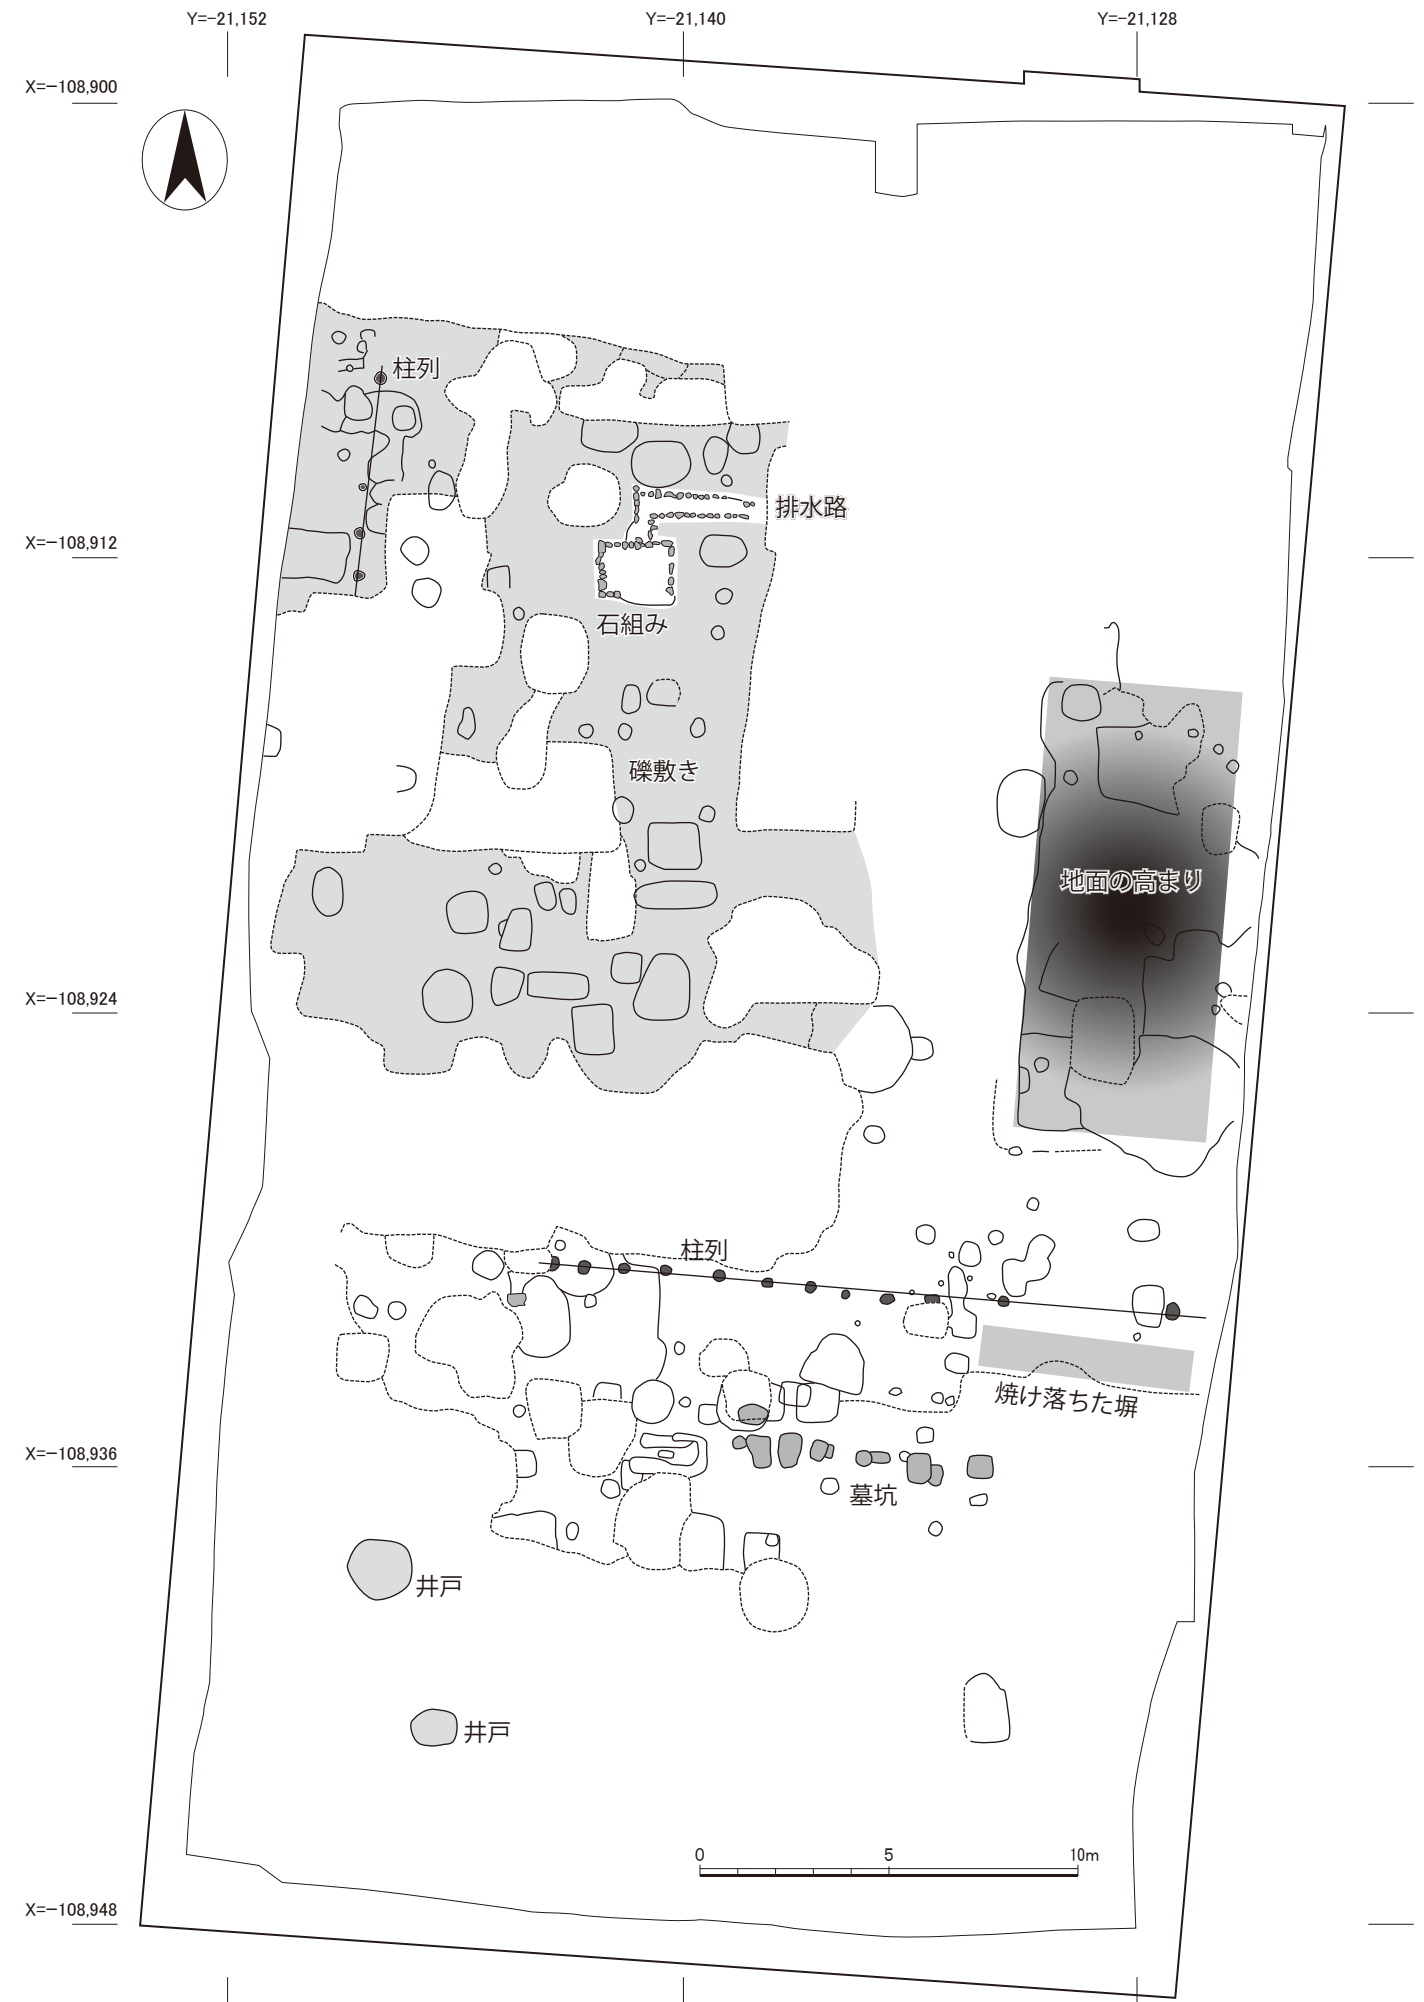 Y=-21,152
Y=-21,140
Y=-21,128
X=-108,900
柱列
排水路
X=-108,912
石組み
礫敷き
地面の高まり
X=-108,924
柱列
焼け落ちた塀
X=-108,936
墓坑
井戸
井戸
0
5
10m
X=-108,948